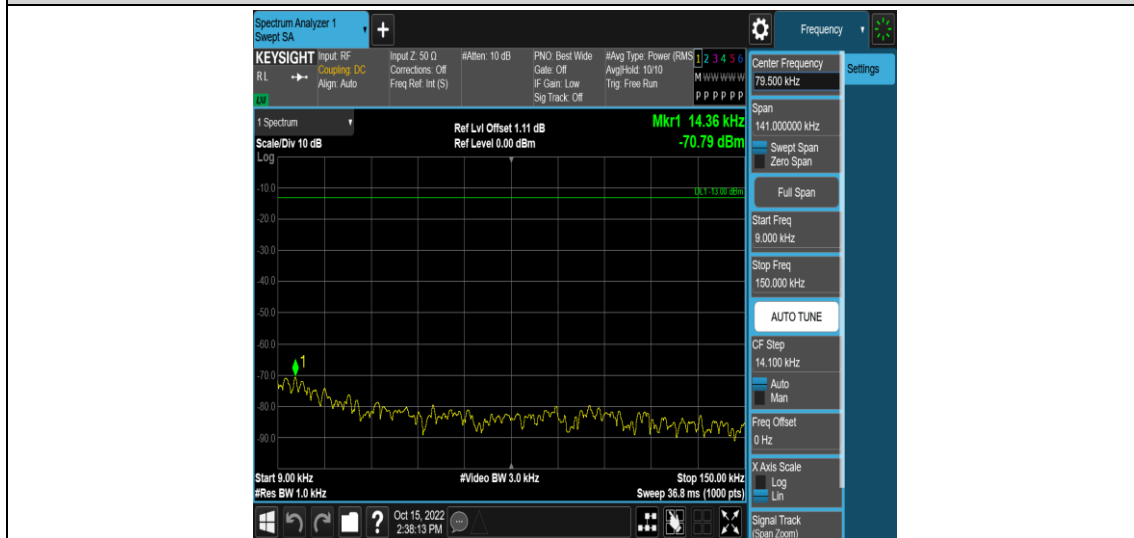 Spectrum Analyzer 1
Swept SA
+
Frequency
KEYSIGHT
RL
LXI
Input: RF
Coupling: DC
Align: Auto
Input Z: 50 Ω
Corrections: Off
Freq Ref: Int (S)
#Atten: 10 dB
PNO: Best Wide
Gate: Off
IF Gain: Low
Sig Track: Off
#Avg Type: Power (RMS
Avg|Hold: 10/10
Trig: Free Run
1 2 3 4 5 6
M W W W W W
P P P P P P
1 Spectrum
Scale/Div 10 dB
Ref Lvl Offset 1.11 dB
Ref Level 0.00 dBm
Mkr1 14.36 kHz
-70.79 dBm
Log
-10.0
DL1 -13.00 dBm
-20.0
-30.0
-40.0
-50.0
-60.0
1
-70.0
-80.0
-90.0
Start 9.00 kHz
#Res BW 1.0 kHz
#Video BW 3.0 kHz
Stop 150.00 kHz
Sweep 36.8 ms (1000 pts)
?
Oct 15, 2022
2:38:13 PM
Center Frequency
79.500 kHz
Settings
Span
141.000000 kHz
Swept Span
Zero Span
Full Span
Start Freq
9.000 kHz
Stop Freq
150.000 kHz
AUTO TUNE
CF Step
14.100 kHz
Auto
Man
Freq Offset
0 Hz
X Axis Scale
Log
Lin
Signal Track
(Span Zoom)